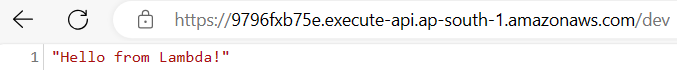 https://9796fxb75e.execute-api.ap-south-1.amazonaws.com/dev
1 "Hello from Lambda!"